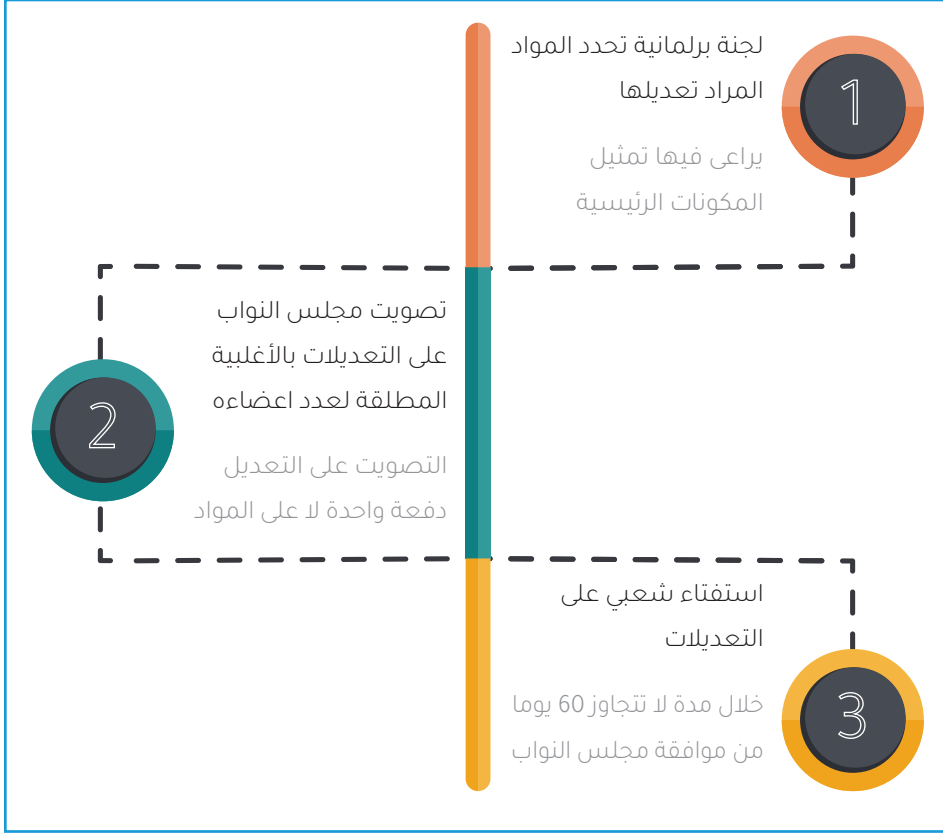 1
لجنة برلمانية تحدد المواد
المراد تعديلها
يراعى فيها تمثيل
المكونات الرئيسية
2
تصويت مجلس النواب
على التعديلات بالأغلبية
المطلقة لعدد اعضاءه
التصويت على التعديل
دفعة واحدة لا على المواد
3
استفتاء شعبي على
التعديلات
خلال مدة لا تتجاوز 60 يوما
من موافقة مجلس النواب